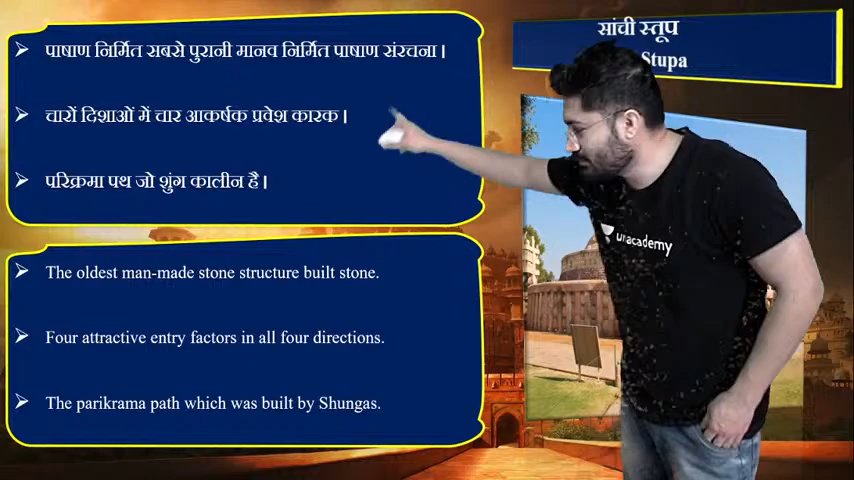 सांची स्तूप
Stupa
पाषाण निर्मित सबसे पुरानी मानव निर्मित पाषाण संरचना।
चारों दिशाओं में चार आकर्षक प्रवेश कारक।
परिक्रमा पथ जो शुंग कालीन है।
The oldest man-made stone structure built stone.
Four attractive entry factors in all four directions.
The parikrama path which was built by Shungas.
unacademy